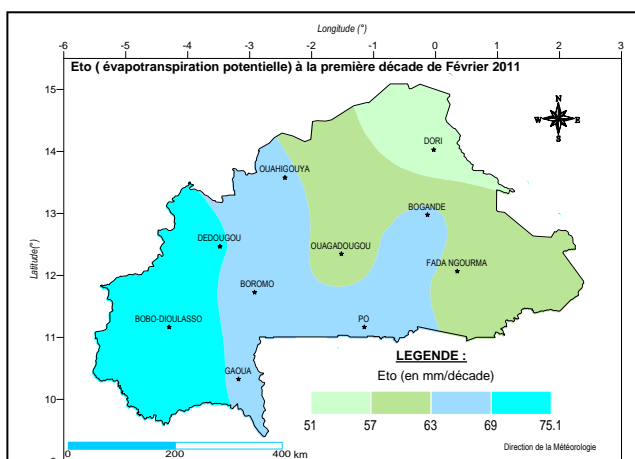 Longitude (°)
-6 -5 -4 -3 -2 -1 0 1 2 3
Eto ( évapotranspiration potentielle) à la première décade de Février 2011
15
N
W E
S
14
DORI
OUAHIGOUYA
13
BOGANDE
DEDOUGOU
OUAGADOUGOU
Latitude(°)
FADA NGOURMA
12
BOROMO
BOBO-DIOULASSO
PO
11
LEGENDE :
GAOUA
Eto (en mm/décade)
10
51 57 63 69 75.1
0 200 400 km
Direction de la Météorologie